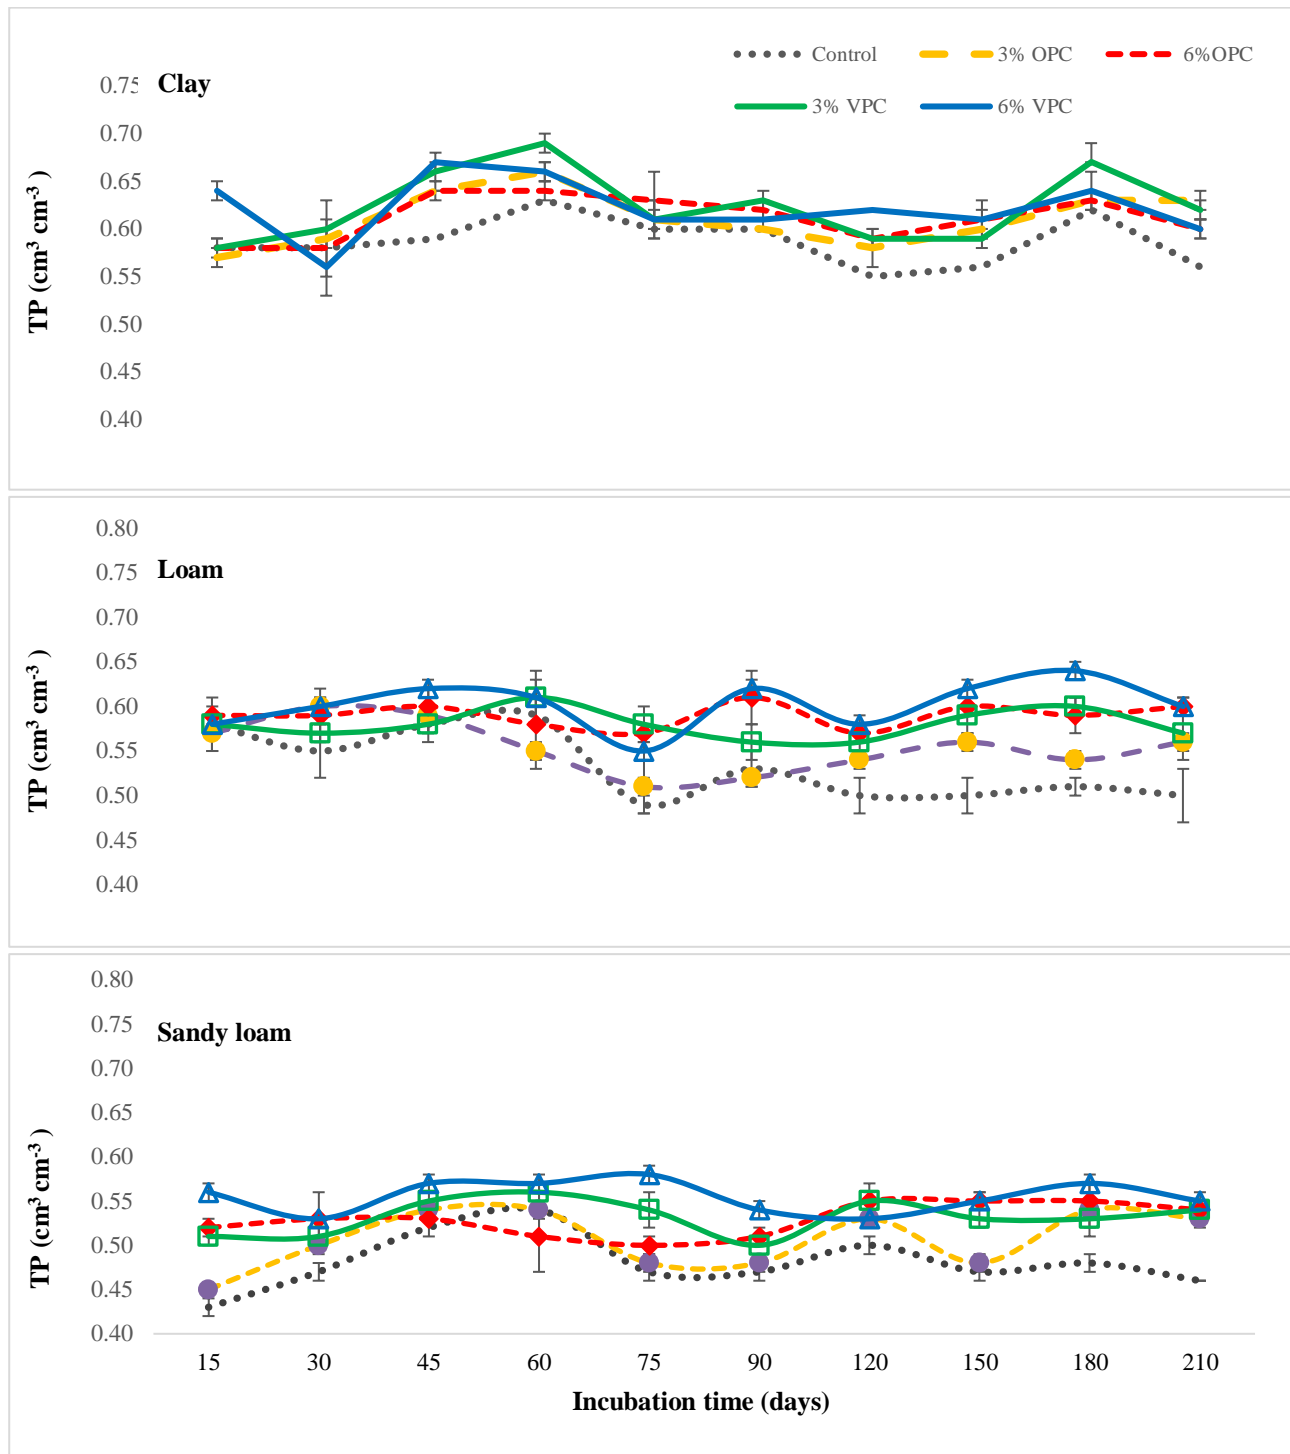 Control 3% OPC 6%OPC
3% VPC 6% VPC
Clay
0.75
0.70
0.65
0.60
0.55
0.50
0.45
0.40
TP (cm³ cm⁻³ )
0.80
Loam
0.75
0.70
0.65
0.60
0.55
0.50
0.45
0.40
TP (cm³ cm⁻³ )
0.80
0.75
Sandy loam
0.70
0.65
0.60
0.55
0.50
0.45
0.40
TP (cm³ cm⁻³ )
15 30 45 60 75 90 120 150 180 210
Incubation time (days)